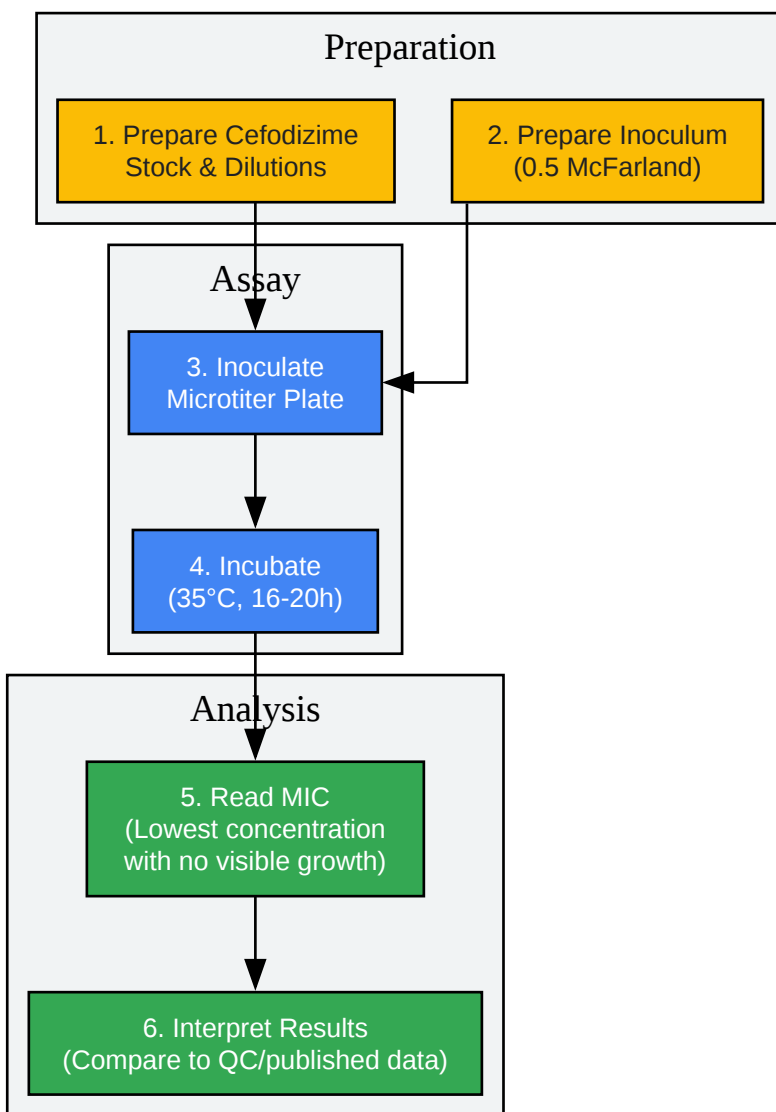 Preparation
1. Prepare Cefodizime
Stock & Dilutions
2. Prepare Inoculum
(0.5 McFarland)
Assay
3. Inoculate
Microtiter Plate
4. Incubate
(35°C, 16-20h)
Analysis
5. Read MIC
(Lowest concentration
with no visible growth)
6. Interpret Results
(Compare to QC/published data)